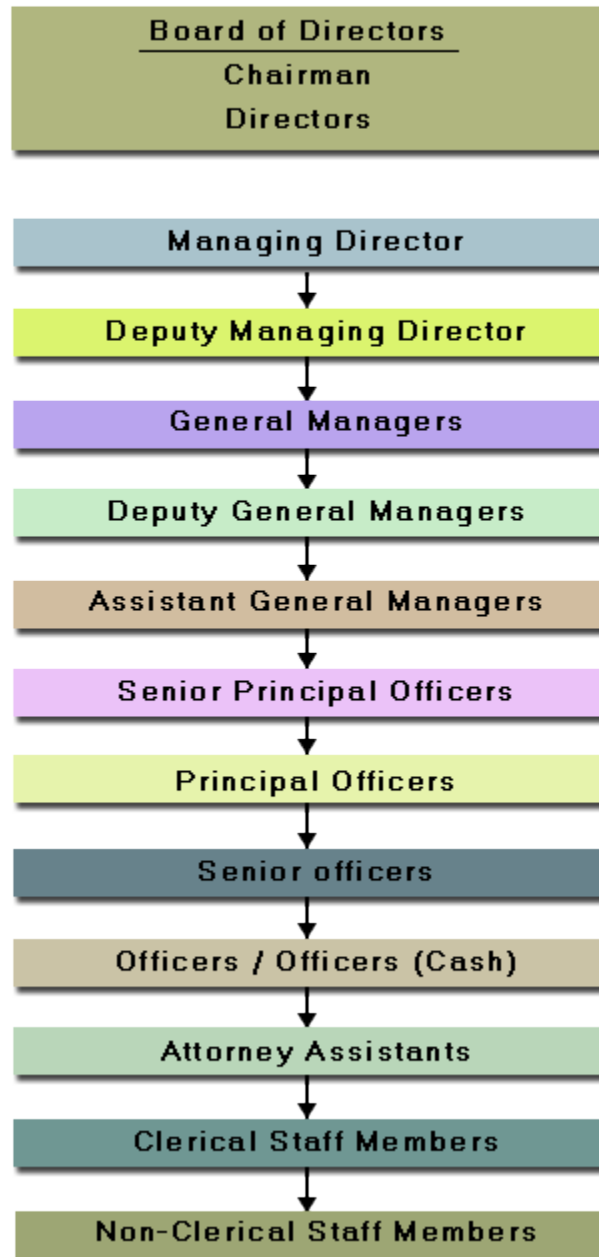 Board of Directors
Chairman
Directors
Managing Director
Deputy Managing Director
General Managers
Deputy General Managers
Assistant General Managers
Senior Principal Officers
Principal Officers
Senior officers
Officers / Officers (Cash)
Attorney Assistants
Clerical Staff Members
Non-Clerical Staff Members